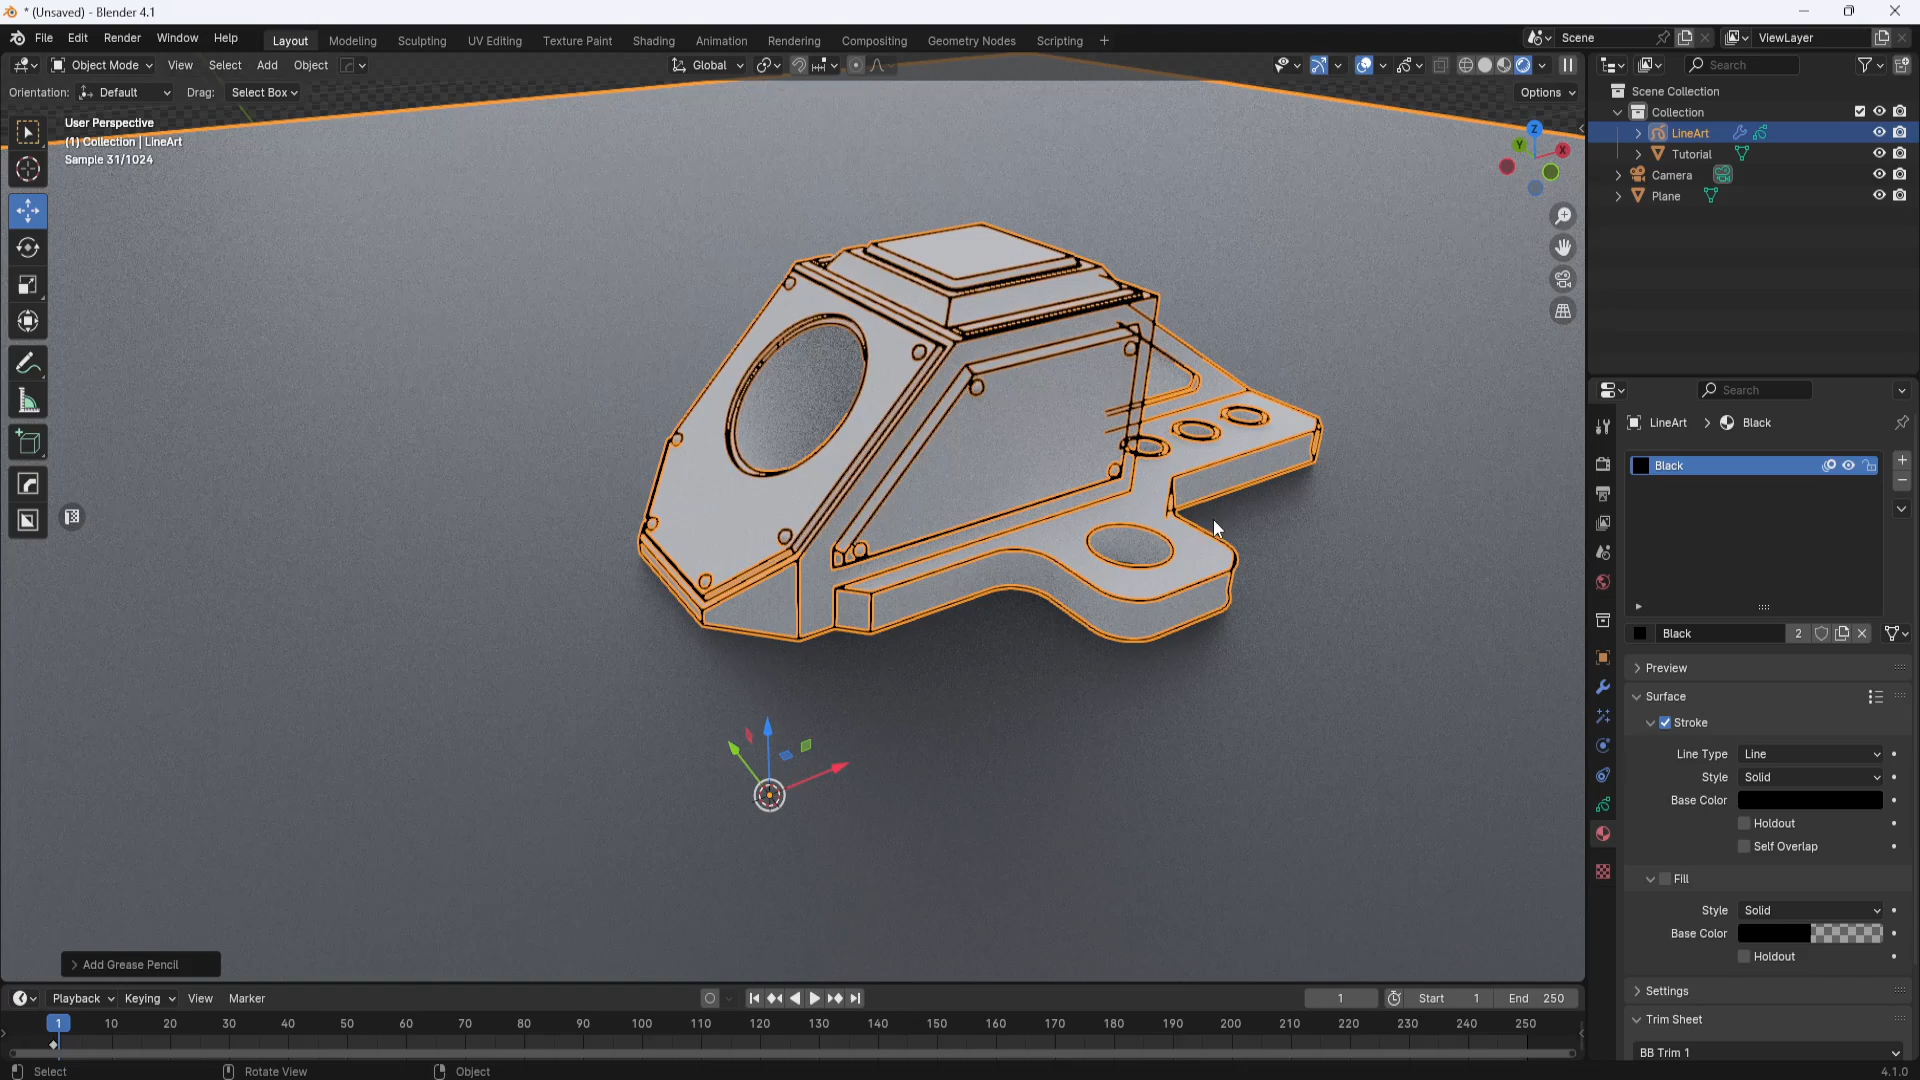 * (Unsaved) - Blender 4.1
File Edit Render Window Help
Layout Modeling Sculpting UV Editing Texture Paint Shading Animation Rendering Compositing Geometry Nodes Scripting +
Scene
ViewLayer
Object Mode View Select Add Object
Global
Search
Orientation: Default Drag: Select Box
Options
User Perspective
(1) Collection | LineArt
Sample 31/1024
Z
Y
X
Scene Collection
Collection
LineArt
Tutorial
Camera
Plane
Search
LineArt > Black
Black
Black 2
Preview
Surface
Stroke
Line Type Line
Style Solid
Base Color
Holdout
Self Overlap
Fill
Style Solid
Base Color
Holdout
Settings
Trim Sheet
BB Trim 1
Add Grease Pencil
Playback Keying View Marker
1 Start 1 End 250
1 10 20 30 40 50 60 70 80 90 100 110 120 130 140 150 160 170 180 190 200 210 220 230 240 250
Select Rotate View Object
4.1.0